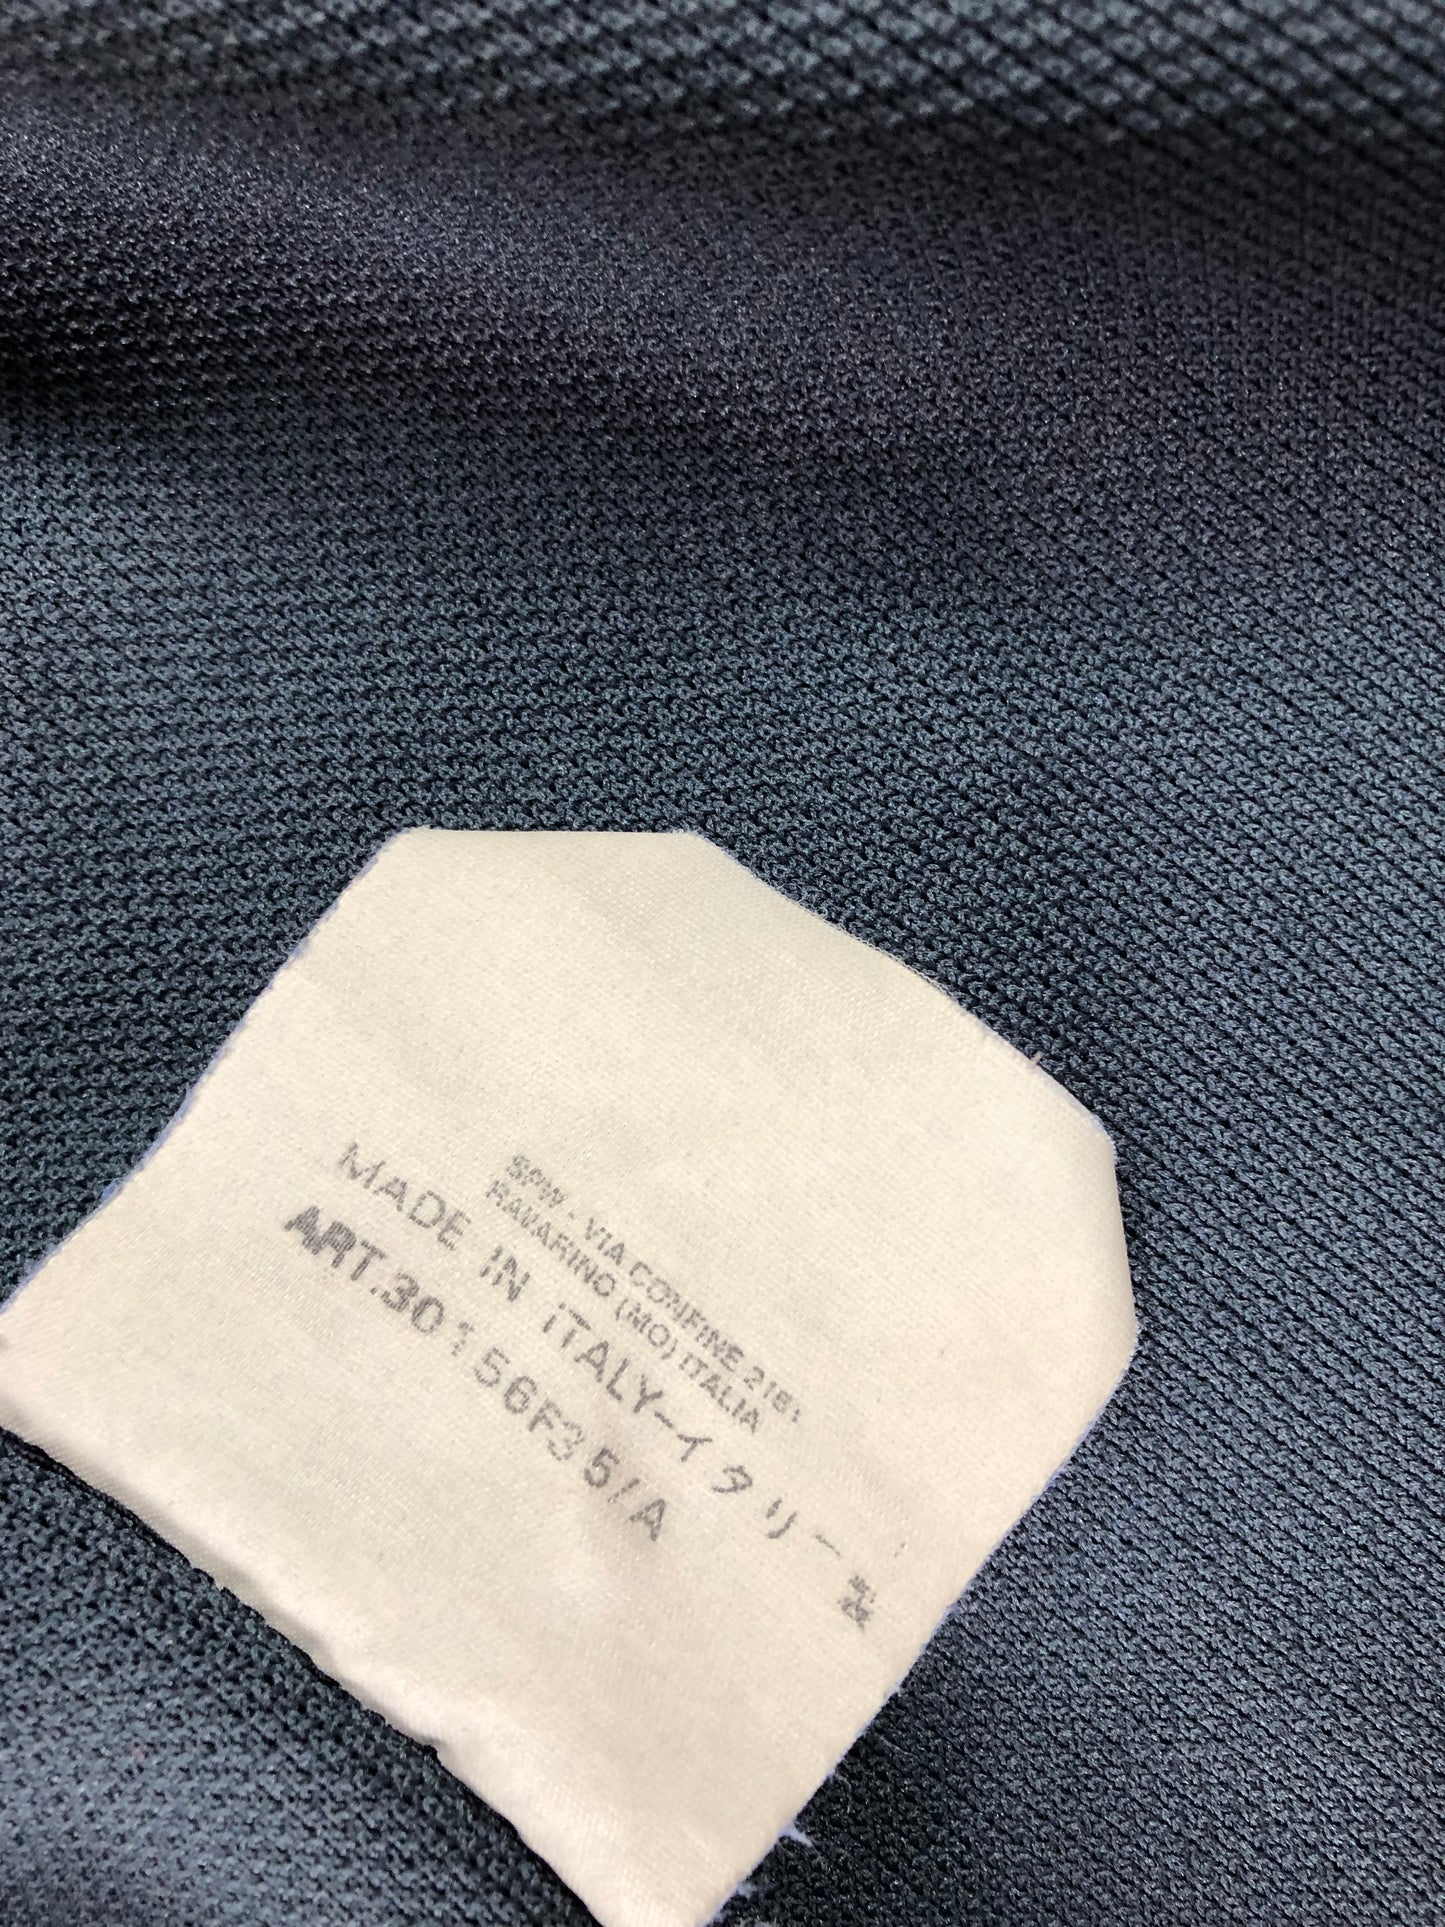 SPW - VIA CONFINE 2161
RAVARINO (MO) ITALIA
MADE IN ITALY-イタリー製
ART.30156F35/A